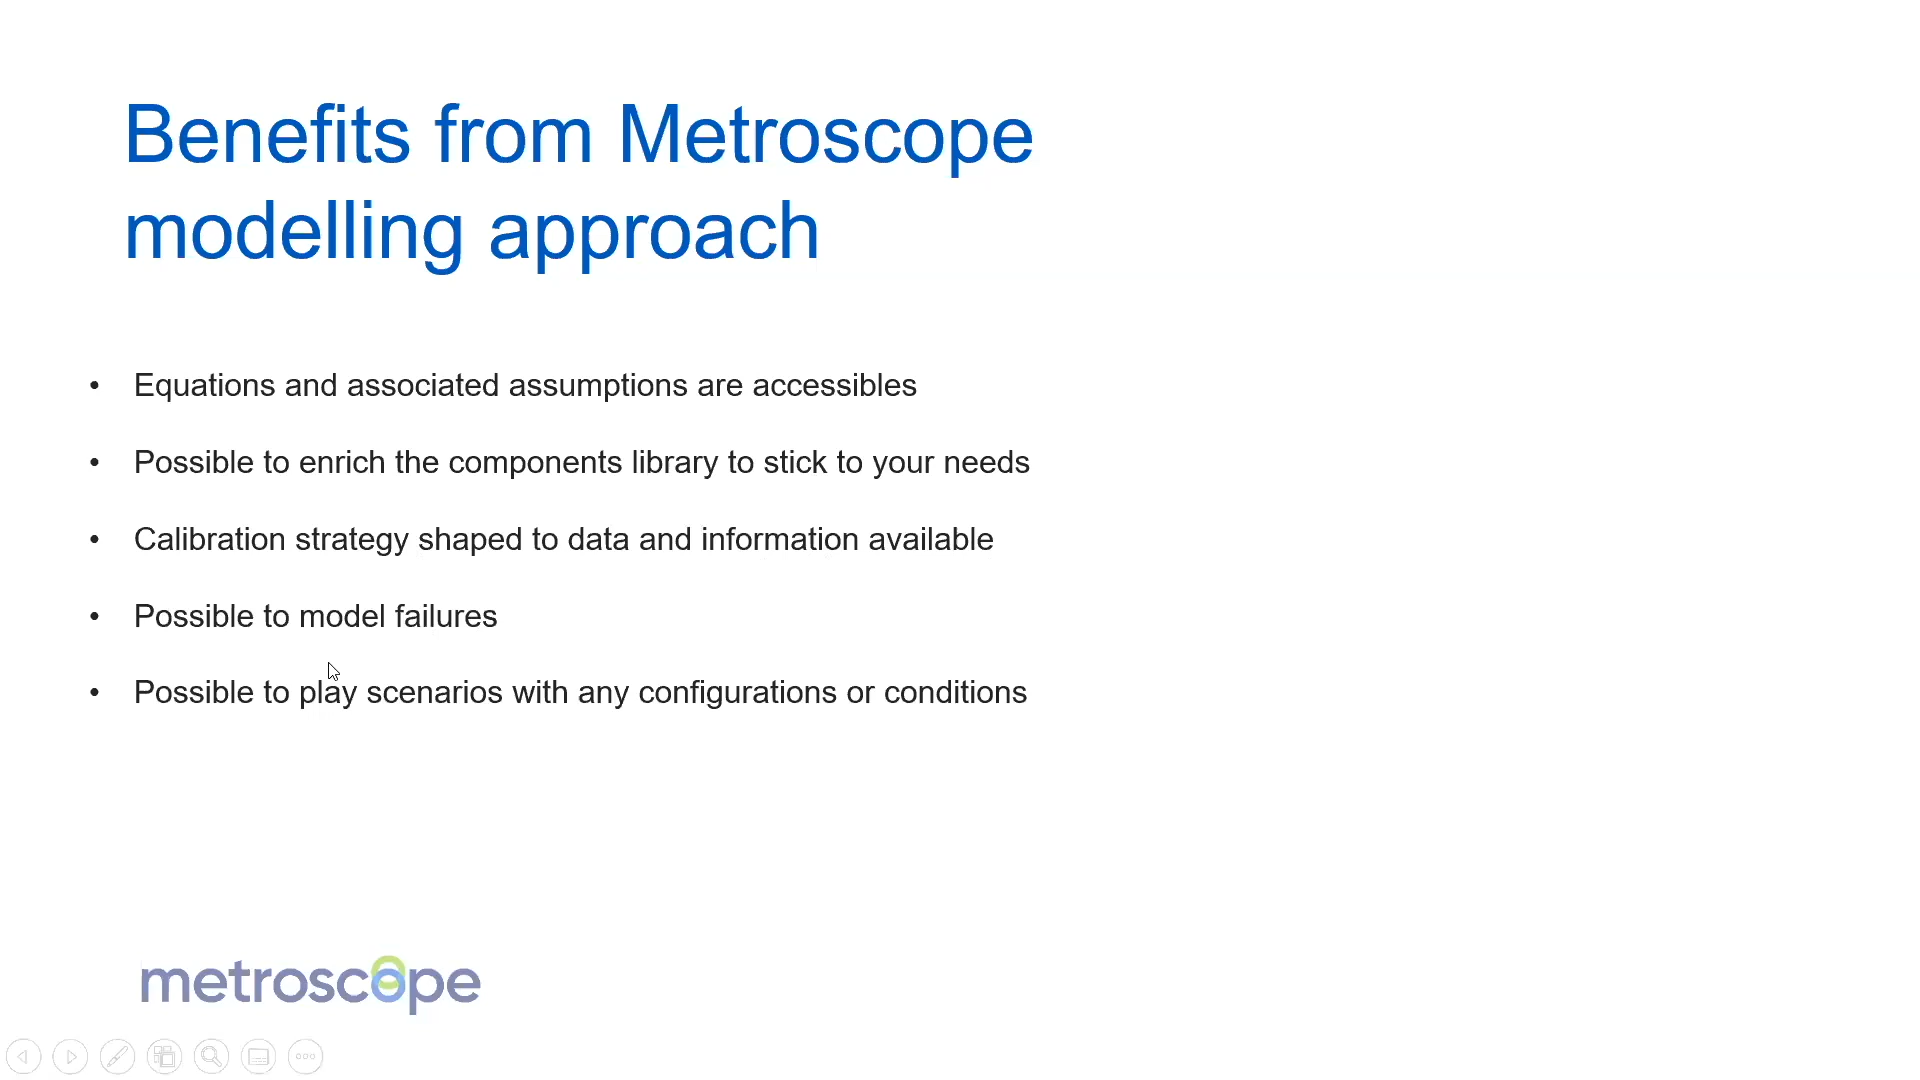 Benefits from Metroscope
modelling approach
• Equations and associated assumptions are accessibles
• Possible to enrich the components library to stick to your needs
• Calibration strategy shaped to data and information available
• Possible to model failures
• Possible to play scenarios with any configurations or conditions
metroscope